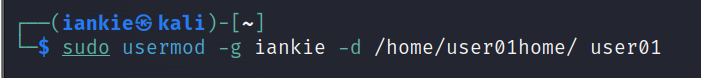 ┌──(iankie㉿kali)-[~]
└─$ sudo usermod -g iankie -d /home/user01home/ user01